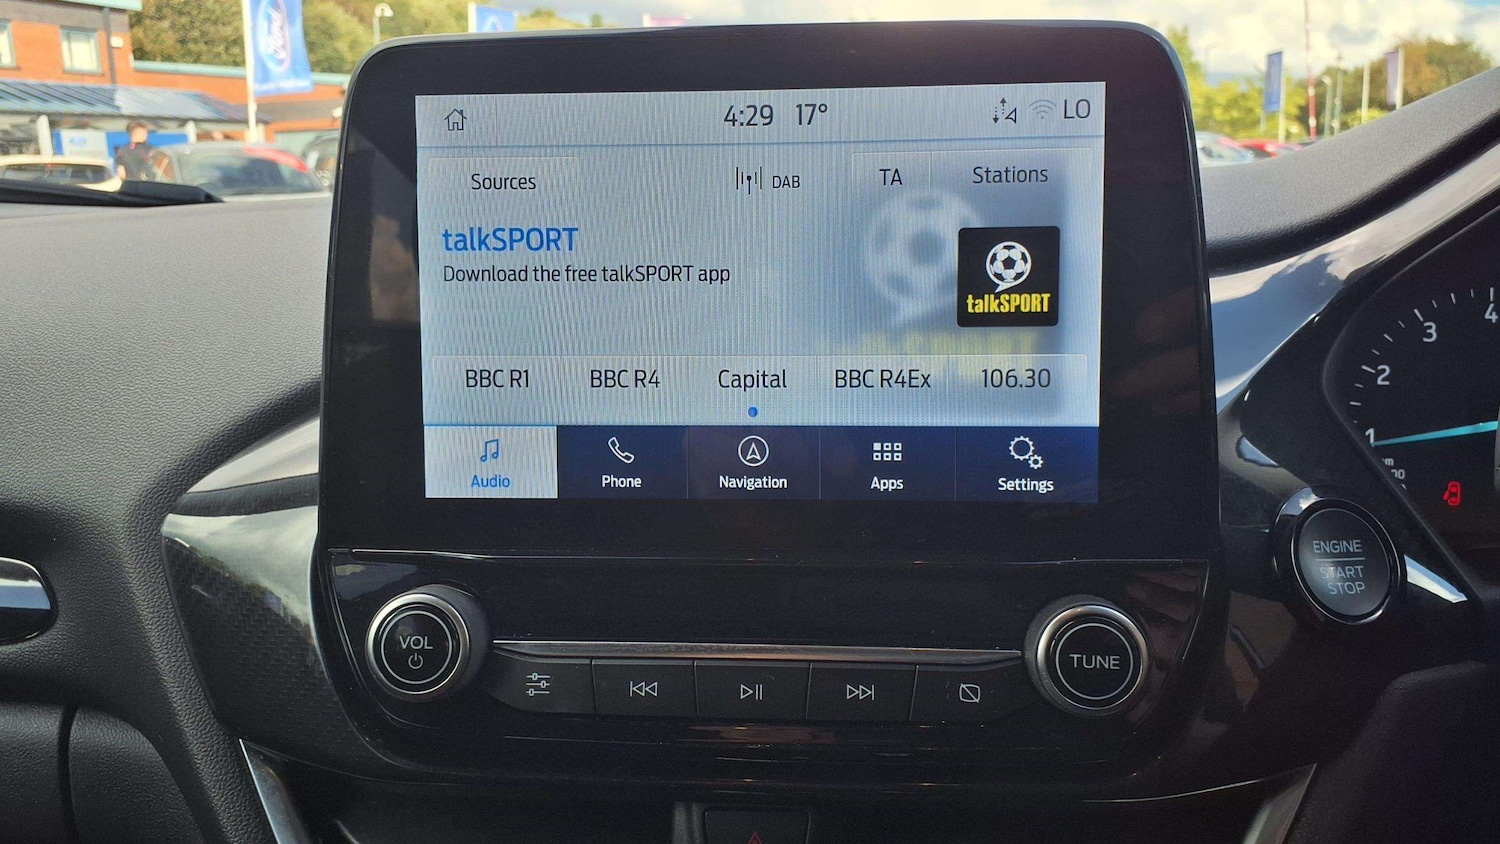 Ford
4:29 17° LO
Sources DAB TA Stations
talkSPORT
Download the free talkSPORT app
talkSPORT
BBC R1 BBC R4 Capital BBC R4Ex 106.30
Audio Phone Navigation Apps Settings
VOL
TUNE
ENGINE
START
STOP
1 2 3 4